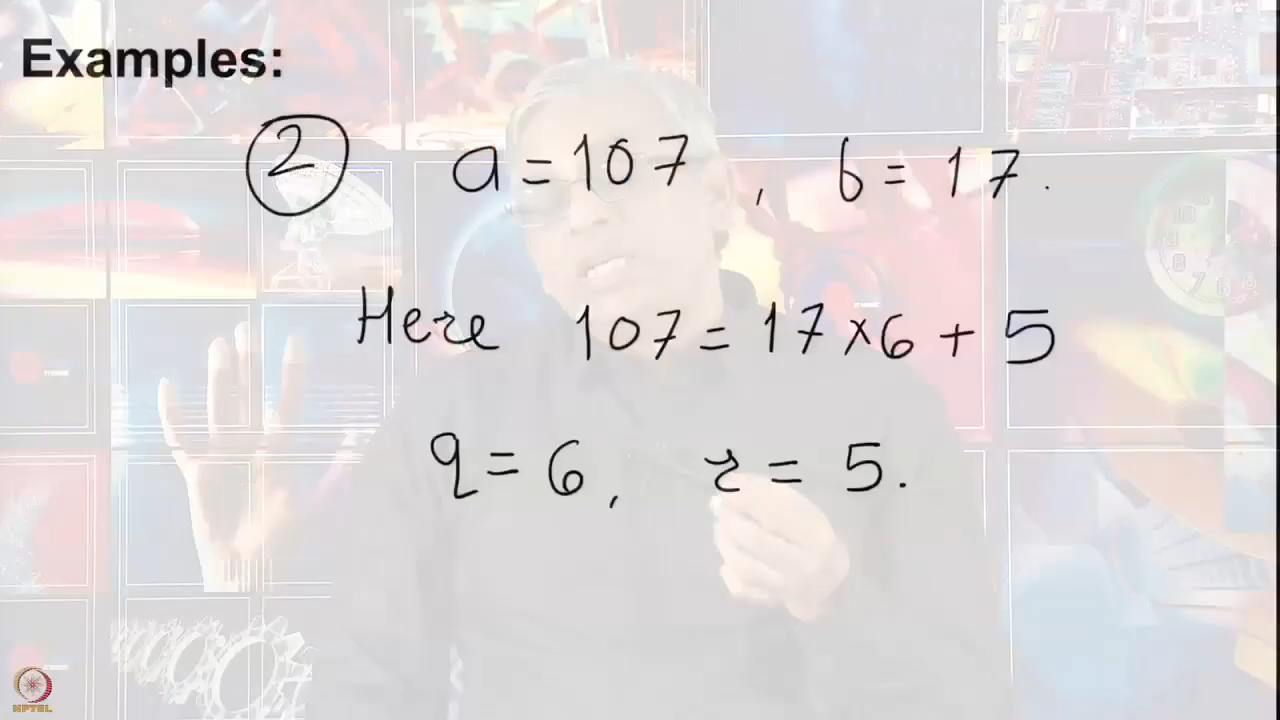 Examples:
② a = 107 , b = 17 .
Here 107 = 17 × 6 + 5
q = 6 , r = 5 .
NPTEL